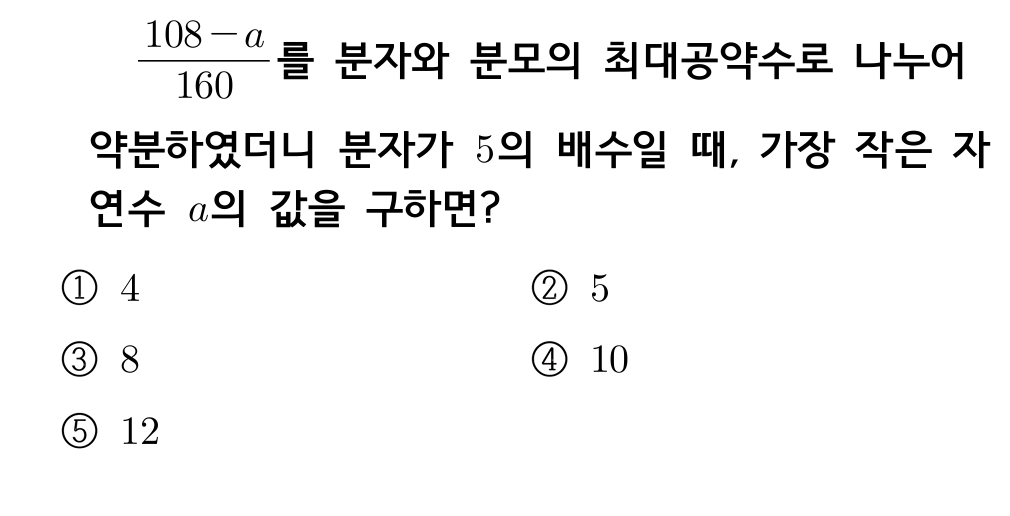 $\frac{108-a}{160}$를 분자와 분모의 최대공약수로 나누어
약분하였더니 분자가 5의 배수일 때, 가장 작은 자
연수 a의 값을 구하면?
① 4 ② 5
③ 8 ④ 10
⑤ 12